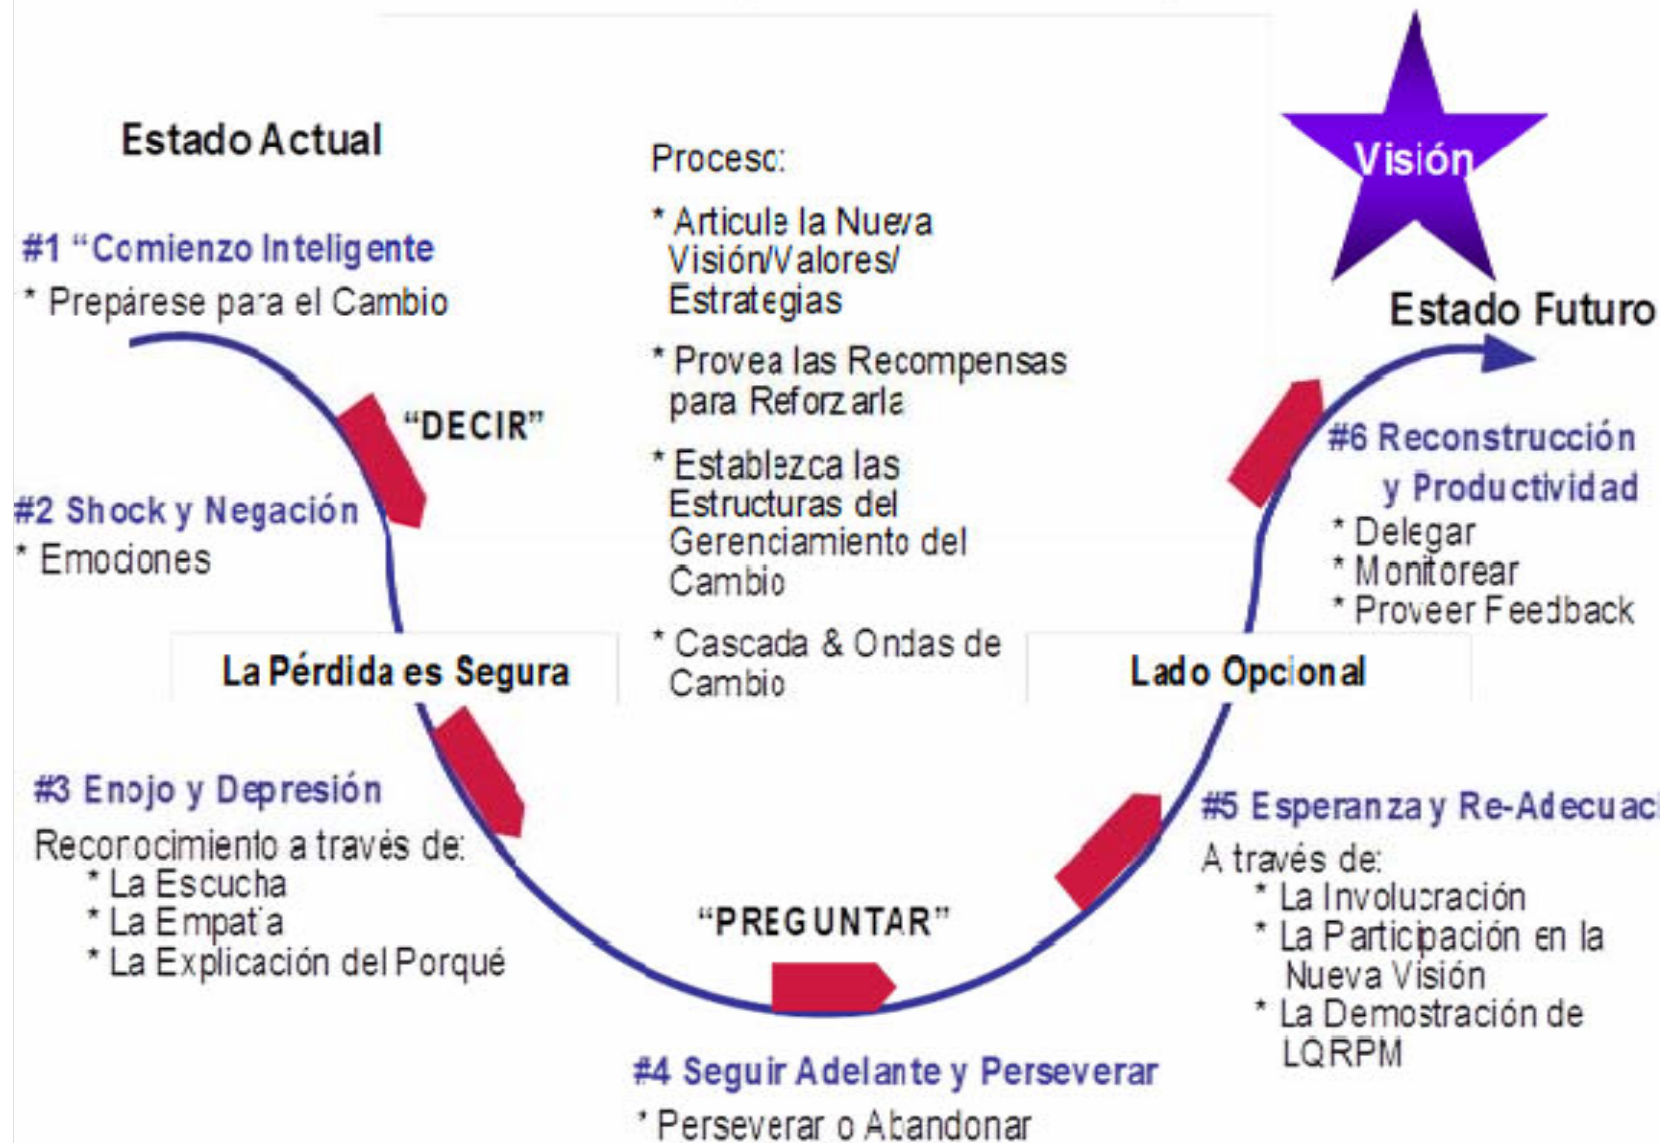 Estado Actual
#1 “Comienzo Inteligente
* Prepárese para el Cambio
“DECIR”
#2 Shock y Negación
* Emociones
La Pérdida es Segura
#3 Enojo y Depresión
Reconocimiento a través de:
* La Escucha
* La Empatía
* La Explicación del Porqué
Proceso:
* Articule la Nueva
Visión/Valores/
Estrategias
* Provea las Recompensas
para Reforzarla
* Establezca las
Estructuras del
Gerenciamiento del
Cambio
* Cascada & Ondas de
Cambio
“PREGUNTAR”
#4 Seguir Adelante y Perseverar
* Perseverar o Abandonar
Visión
Estado Futuro
#6 Reconstrucción
y Productividad
* Delegar
* Monitorear
* Proveer Feedback
Lado Opcional
#5 Esperanza y Re-Adecuaci
A través de:
* La Involucración
* La Participación en la
Nueva Visión
* La Demostración de
LQRPM